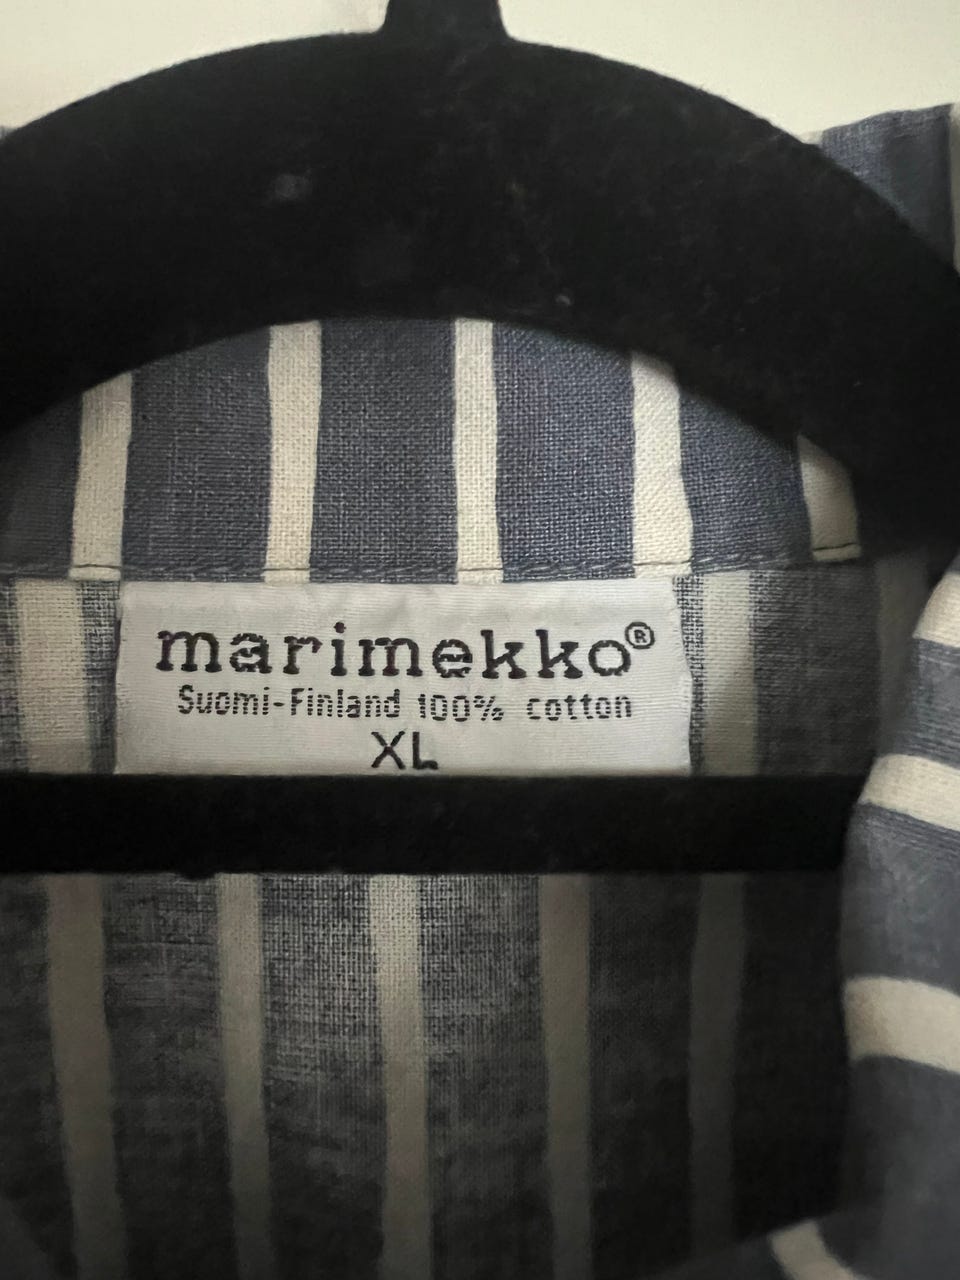 marimekko®
Suomi-Finland 100% cotton
XL